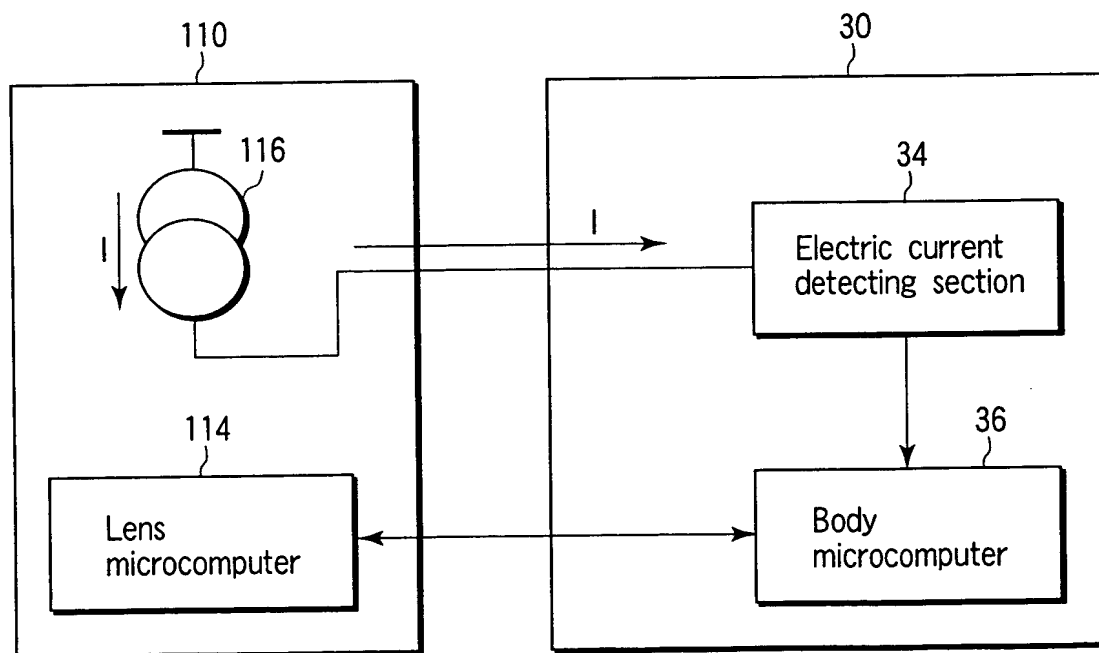 110
30
116
I
I
34
Electric current
detecting section
114
Lens
microcomputer
36
Body
microcomputer